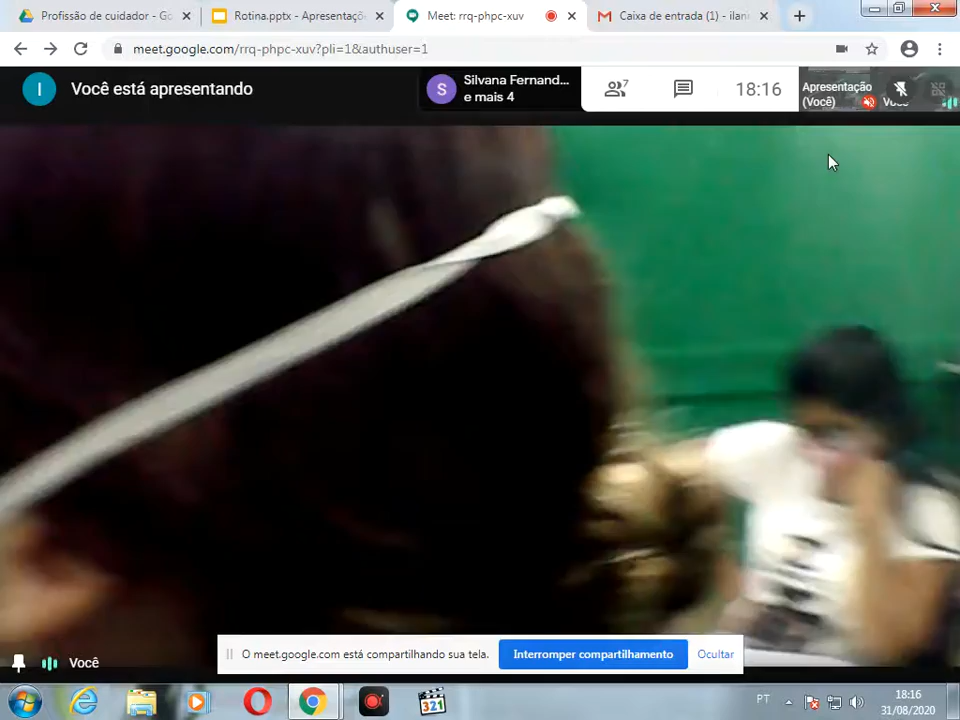 Profissão de cuidador - Go
Rotina.pptx - Apresentaçõ
Meet: rrq-phpc-xuv
Caixa de entrada (1) - ilan
meet.google.com/rrq-phpc-xuv?pli=1&authuser=1
I
Você está apresentando
S
Silvana Fernand...
e mais 4
7
18:16
Apresentação
(Você)
Você
O meet.google.com está compartilhando sua tela.
Interromper compartilhamento
Ocultar
Você
321
PT
18:16
31/08/2020